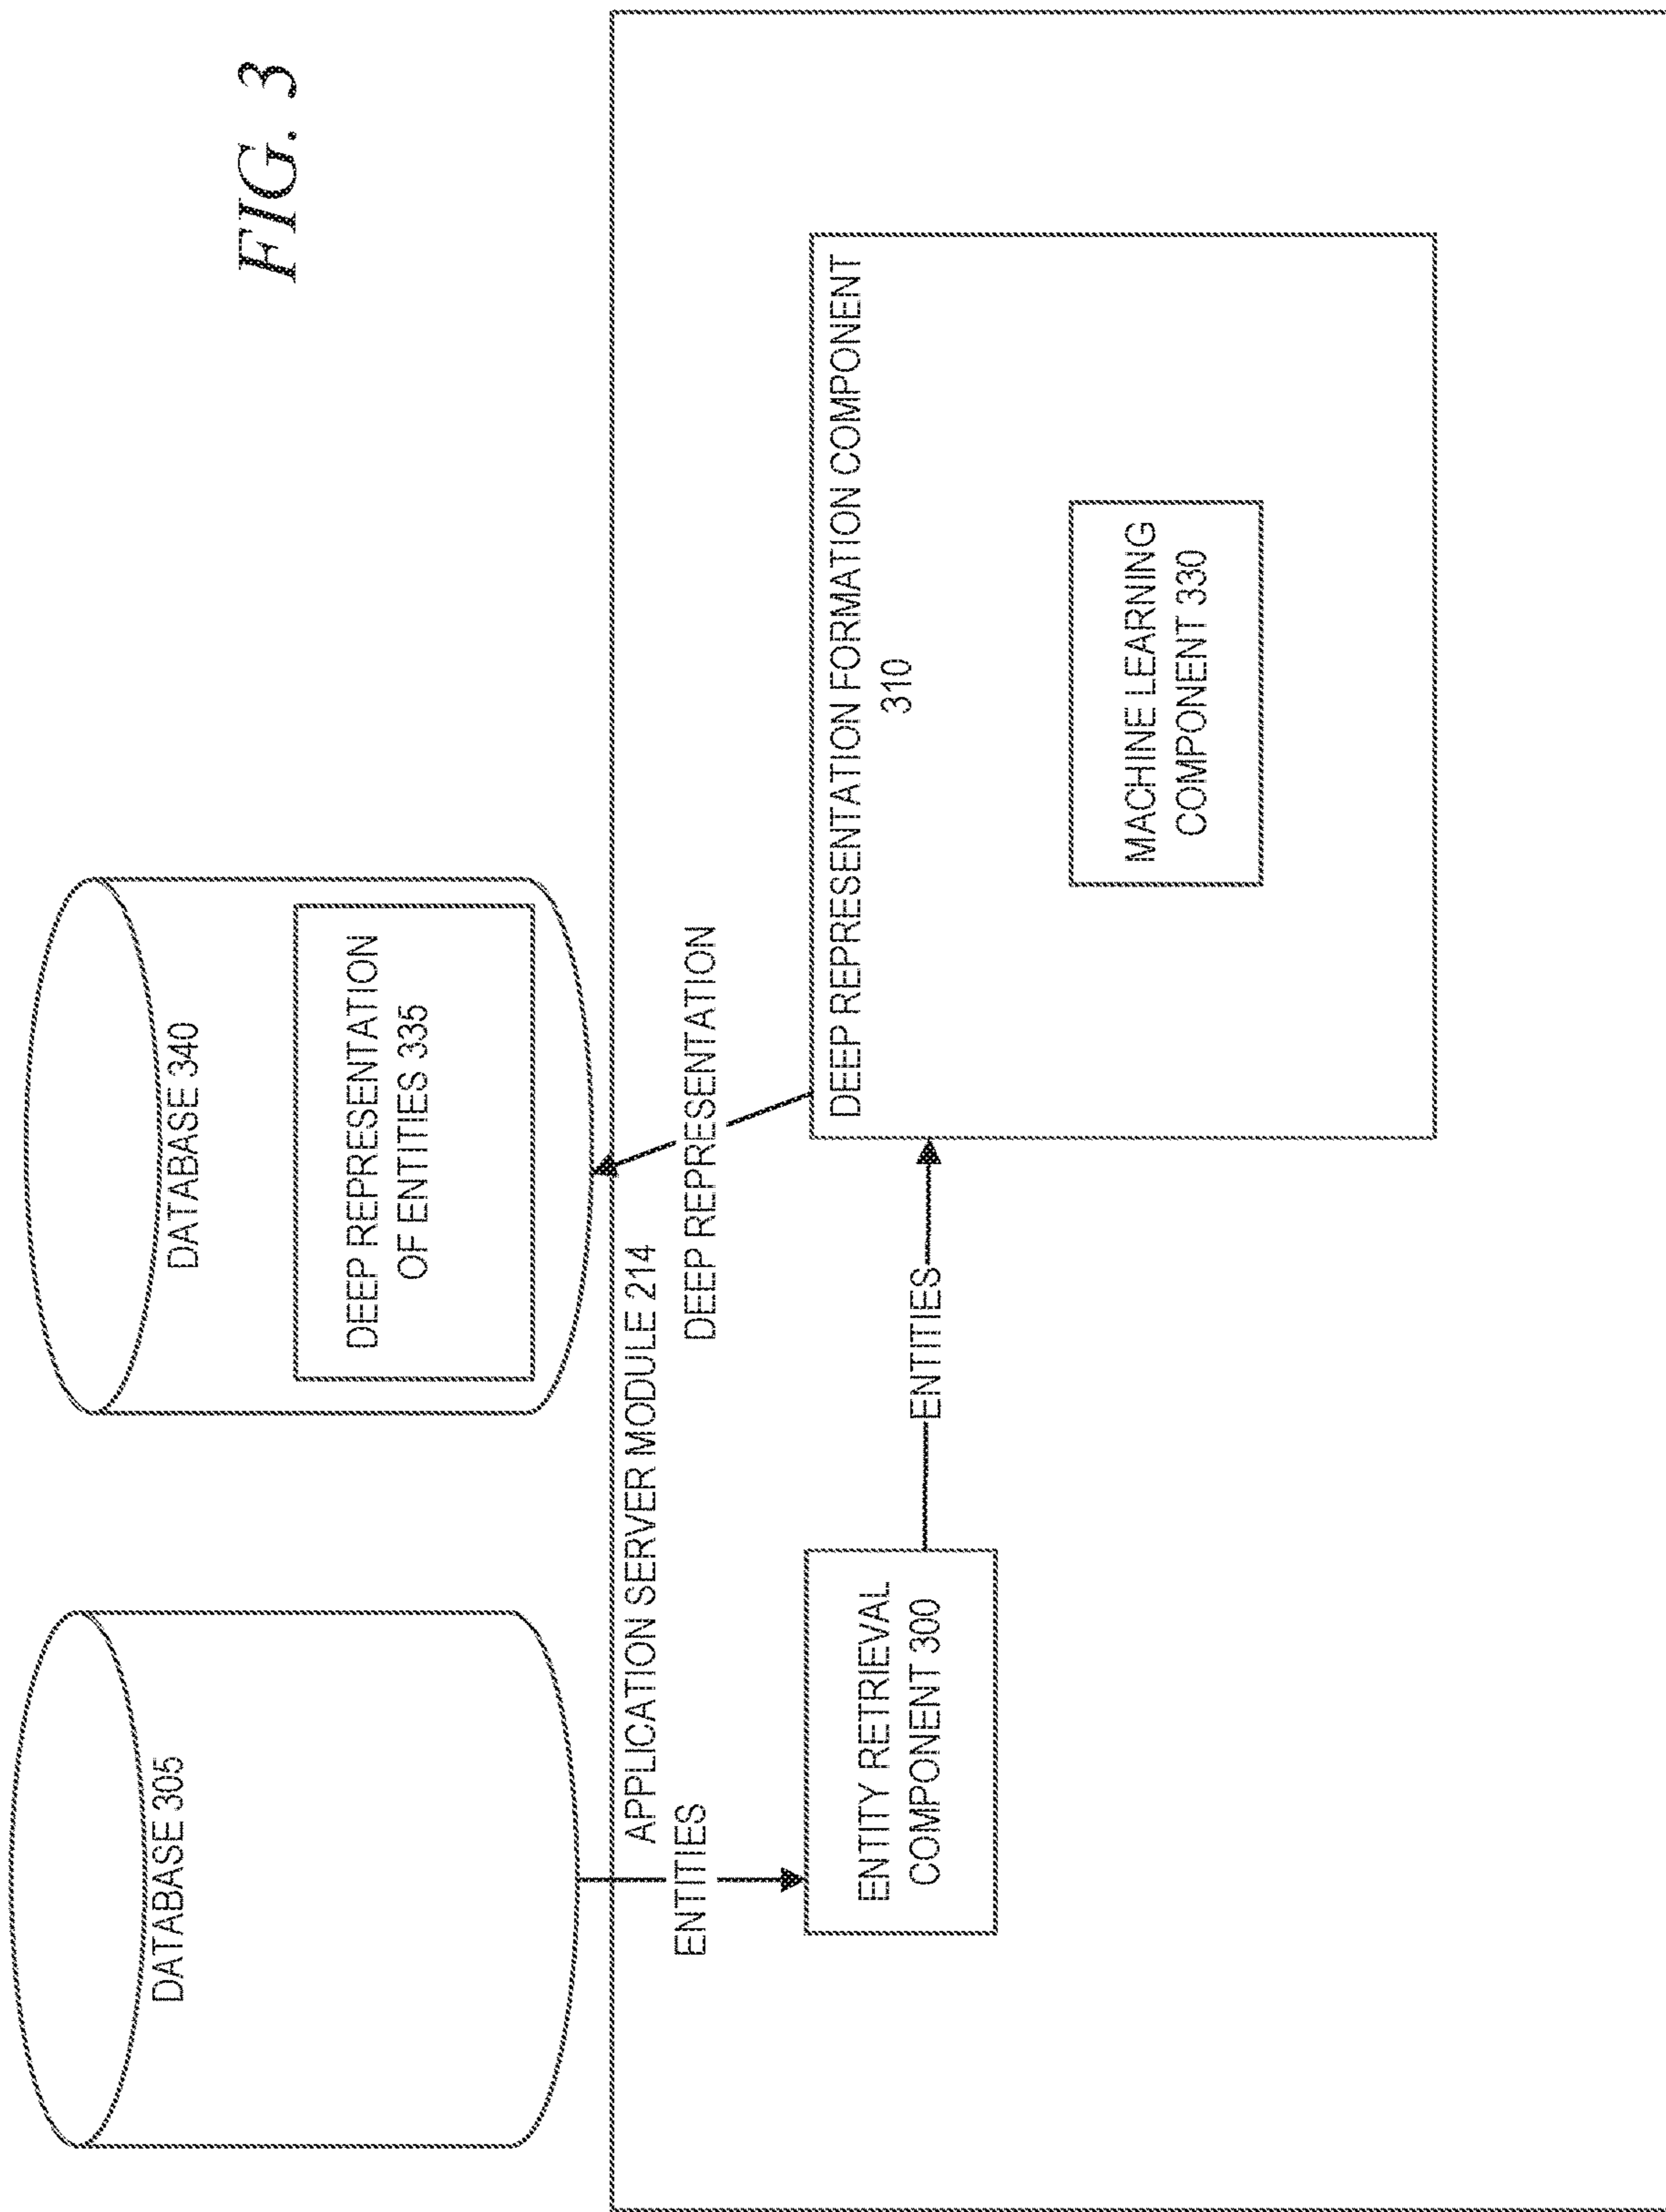 FIG. 3
DATABASE 305
DATABASE 340
DEEP REPRESENTATION
OF ENTITIES 335
APPLICATION SERVER MODULE 214
ENTITIES
DEEP REPRESENTATION
ENTITY RETRIEVAL
COMPONENT 300
ENTITIES
DEEP REPRESENTATION FORMATION COMPONENT
310
MACHINE LEARNING
COMPONENT 330